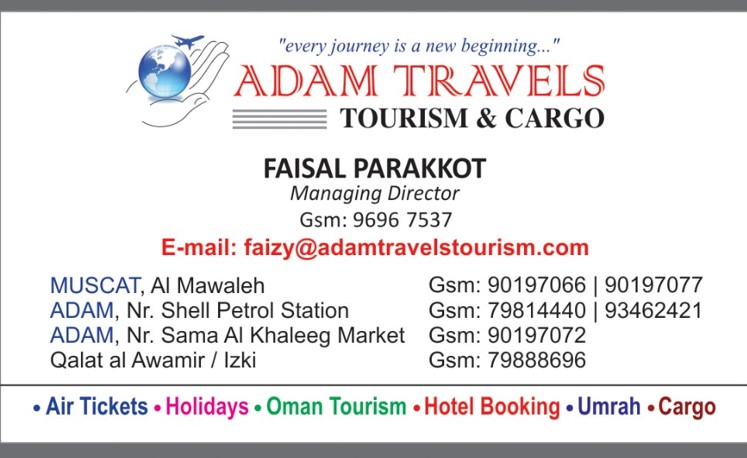 "every journey is a new beginning..."
ADAM TRAVELS
TOURISM & CARGO
FAISAL PARAKKOT
Managing Director
Gsm: 9696 7537
E-mail: faizy@adamtravelstourism.com
MUSCAT, Al Mawaleh Gsm: 90197066 | 90197077
ADAM, Nr. Shell Petrol Station Gsm: 79814440 | 93462421
ADAM, Nr. Sama Al Khaleeg Market Gsm: 90197072
Qalat al Awamir / Izki Gsm: 79888696
• Air Tickets • Holidays • Oman Tourism • Hotel Booking • Umrah • Cargo